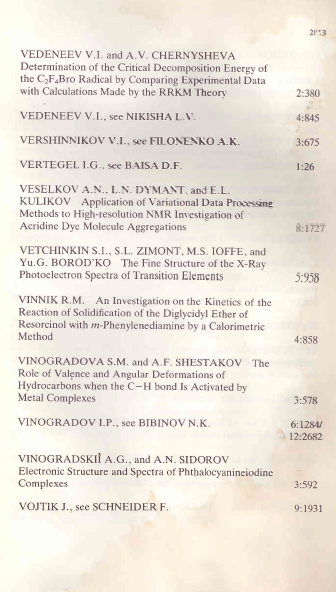 2853
VEDENEEV V.I. and A.V. CHERNYSHEVA
Determination of the Critical Decomposition Energy of
the C₂F₄Bro Radical by Comparing Experimental Data
with Calculations Made by the RRKM Theory 2:380
VEDENEEV V.I., see NIKISHA L.V. 4:845
VERSHINNIKOV V.I., see FILONENKO A.K. 3:675
VERTEGEL I.G., see BAISA D.F. 1:26
VESELKOV A.N., L.N. DYMANT, and E.L.
KULIKOV Application of Variational Data Processing
Methods to High-resolution NMR Investigation of
Acridine Dye Molecule Aggregations 8:1727
VETCHINKIN S.I., S.L. ZIMONT, M.S. IOFFE, and
Yu.G. BOROD'KO The Fine Structure of the X-Ray
Photoelectron Spectra of Transition Elements 5:958
VINNIK R.M. An Investigation on the Kinetics of the
Reaction of Solidification of the Diglycidyl Ether of
Resorcinol with m-Phenylenediamine by a Calorimetric
Method 4:858
VINOGRADOVA S.M. and A.F. SHESTAKOV The
Role of Valence and Angular Deformations of
Hydrocarbons when the C—H bond Is Activated by
Metal Complexes 3:578
VINOGRADOV I.P., see BIBINOV N.K. 6:1284/
12:2682
VINOGRADSKIĬ A.G., and A.N. SIDOROV
Electronic Structure and Spectra of Phthalocyanineiodine
Complexes 3:592
VOJTIK J., see SCHNEIDER F. 9:1931